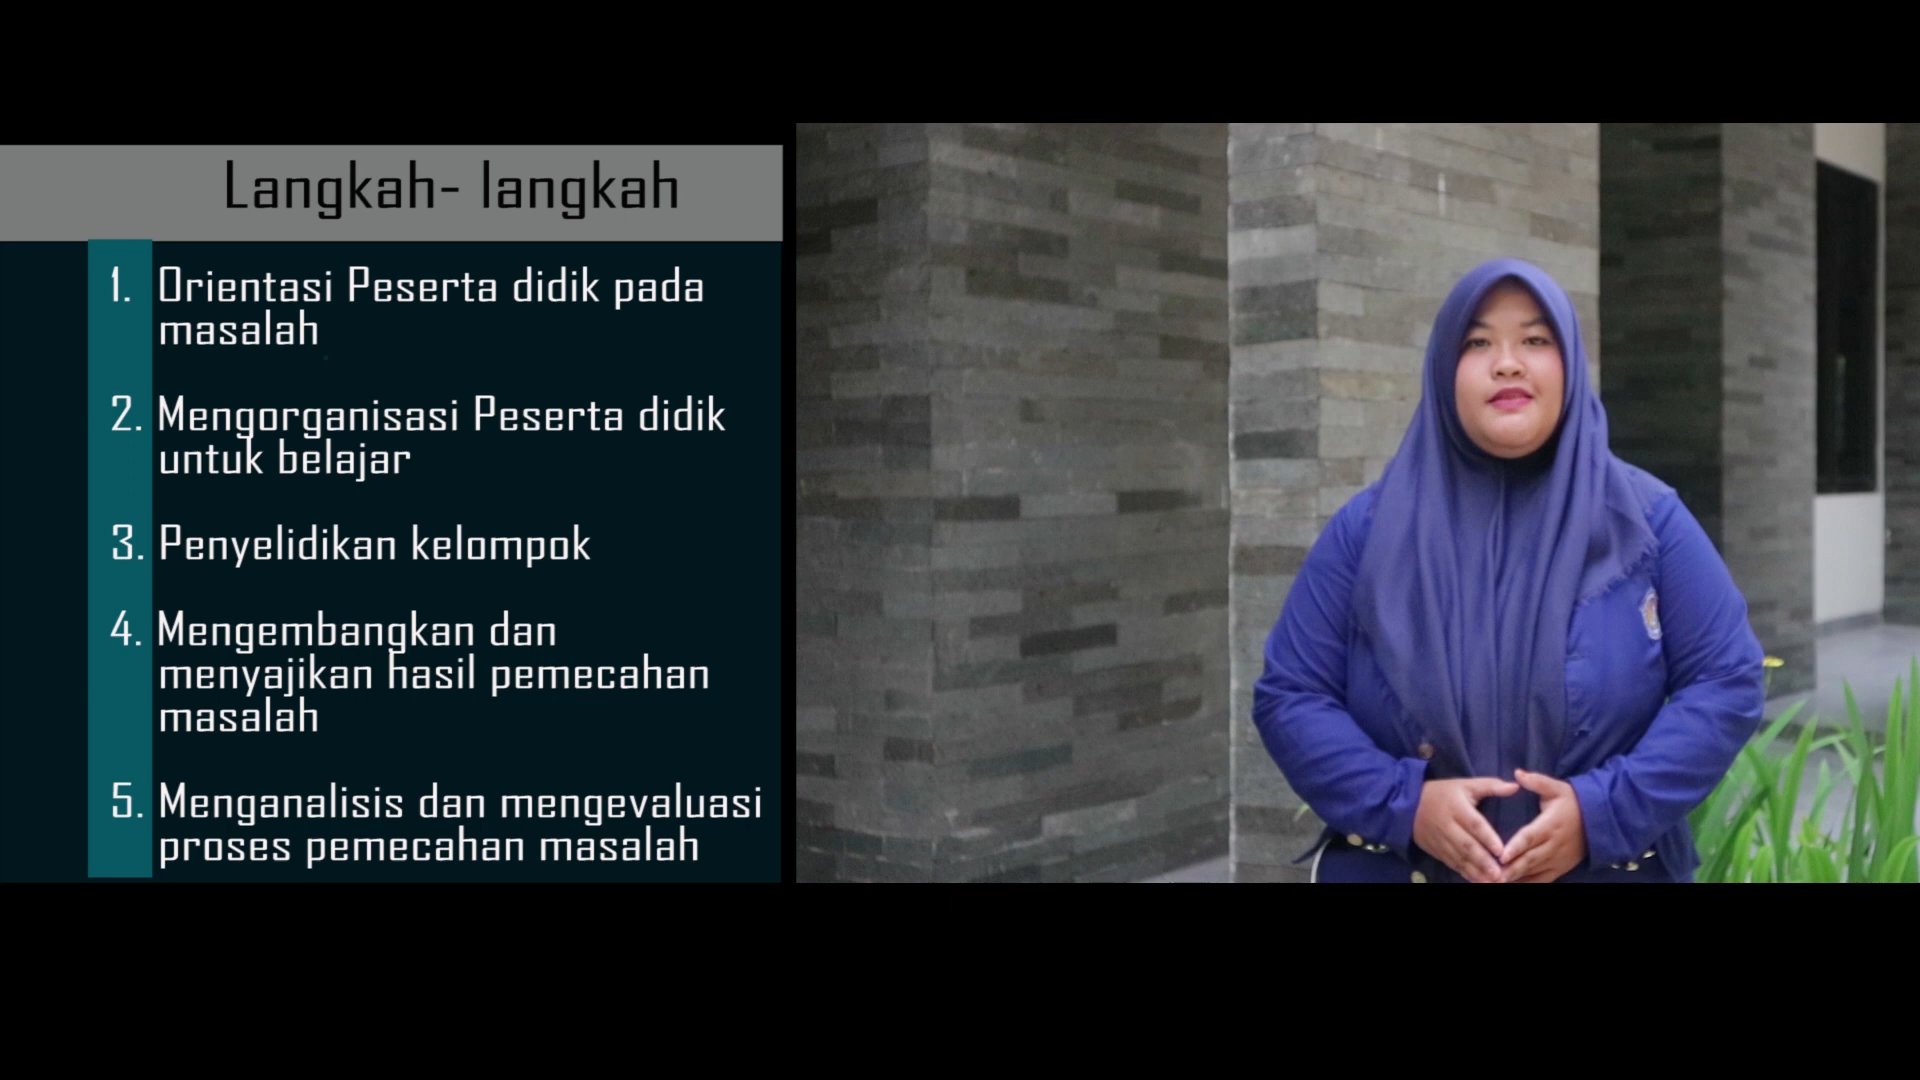 Langkah- langkah
1. Orientasi Peserta didik pada
masalah
2. Mengorganisasi Peserta didik
untuk belajar
3. Penyelidikan kelompok
4. Mengembangkan dan
menyajikan hasil pemecahan
masalah
5. Menganalisis dan mengevaluasi
proses pemecahan masalah